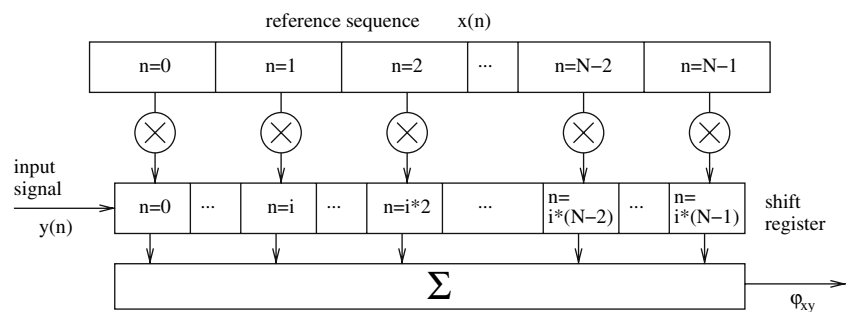 reference sequence x(n)
n=0 n=1 n=2 ... n=N−2 n=N−1
input
signal
y(n)
n=0 ... n=i ... n=i*2 ... n= i*(N−2) ... n= i*(N−1)
shift
register
Σ
φxy